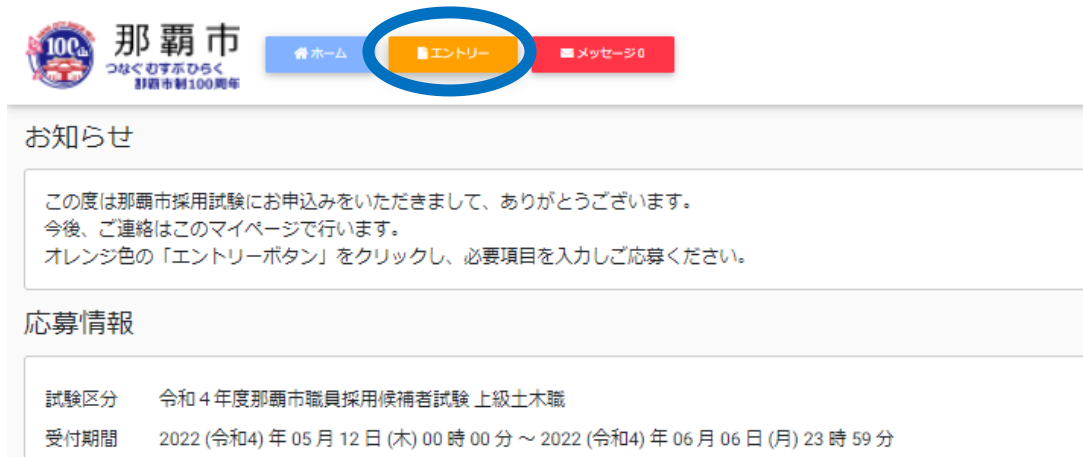 100th
那覇市
つなぐ むすぶ ひらく
那覇市制100周年
ホーム
エントリー
メッセージ 0
お知らせ
この度は那覇市採用試験にお申込みをいただきまして、ありがとうございます。
今後、ご連絡はこのマイページで行います。
オレンジ色の「エントリーボタン」をクリックし、必要項目を入力しご応募ください。
応募情報
試験区分 令和４年度那覇市職員採用候補者試験 上級土木職
受付期間 2022 (令和4) 年 05 月 12 日 (木) 00 時 00 分 ～ 2022 (令和4) 年 06 月 06 日 (月) 23 時 59 分